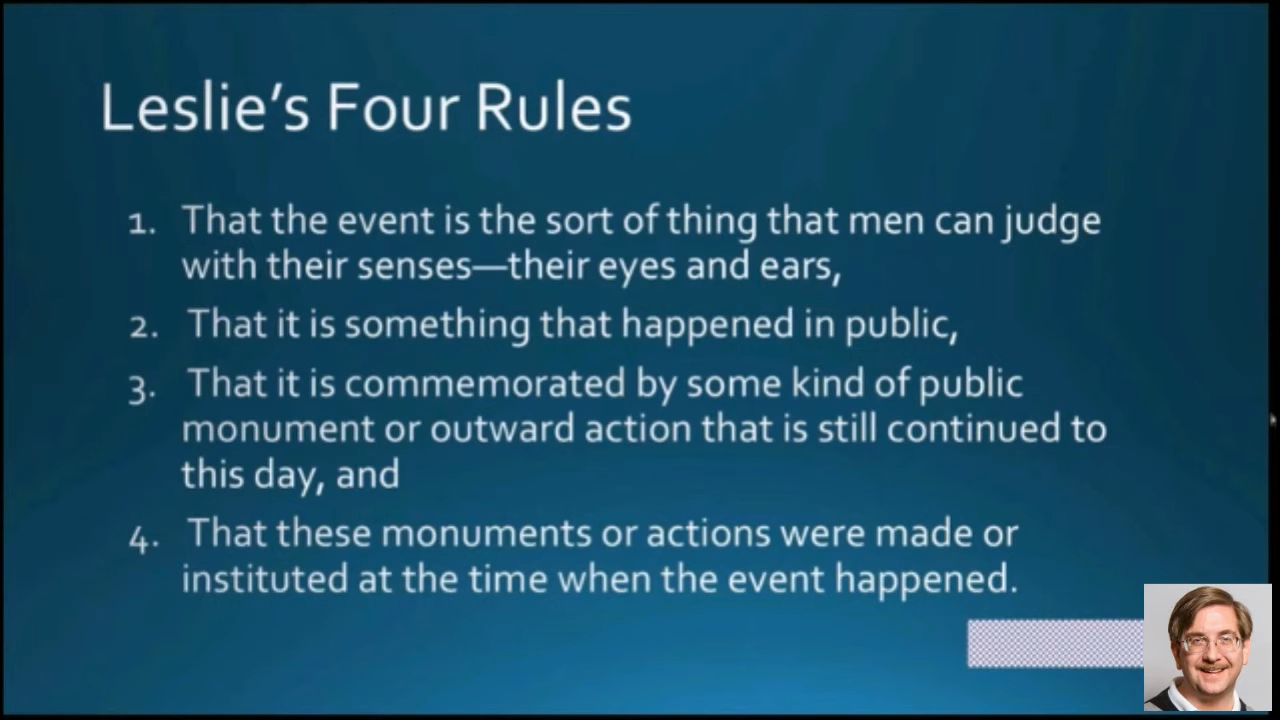 Leslie’s Four Rules
1. That the event is the sort of thing that men can judge
with their senses—their eyes and ears,
2. That it is something that happened in public,
3. That it is commemorated by some kind of public
monument or outward action that is still continued to
this day, and
4. That these monuments or actions were made or
instituted at the time when the event happened.